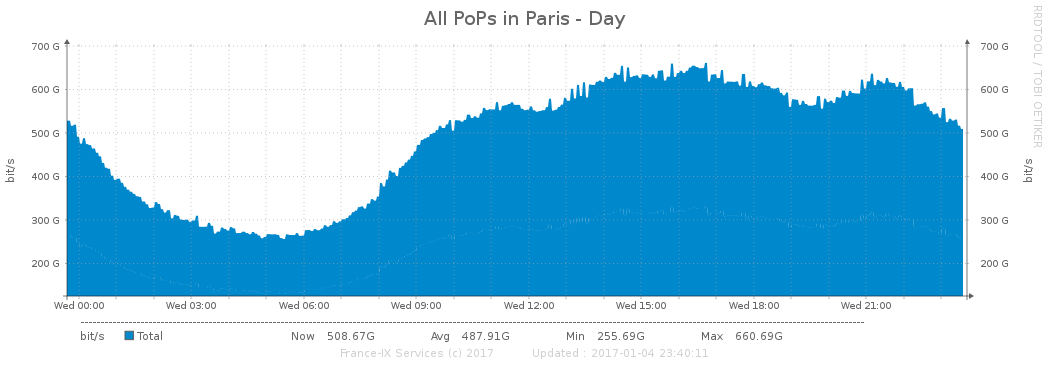 All PoPs in Paris - Day
RRDTOOL / TOBI OETIKER
700 G 700 G
600 G 600 G
500 G 500 G
400 G 400 G
300 G 300 G
200 G 200 G
bit/s bit/s
Wed 00:00 Wed 03:00 Wed 06:00 Wed 09:00 Wed 12:00 Wed 15:00 Wed 18:00 Wed 21:00
bit/s Total Now 508.67G Avg 487.91G Min 255.69G Max 660.69G
France-IX Services (c) 2017 Updated : 2017-01-04 23:40:11